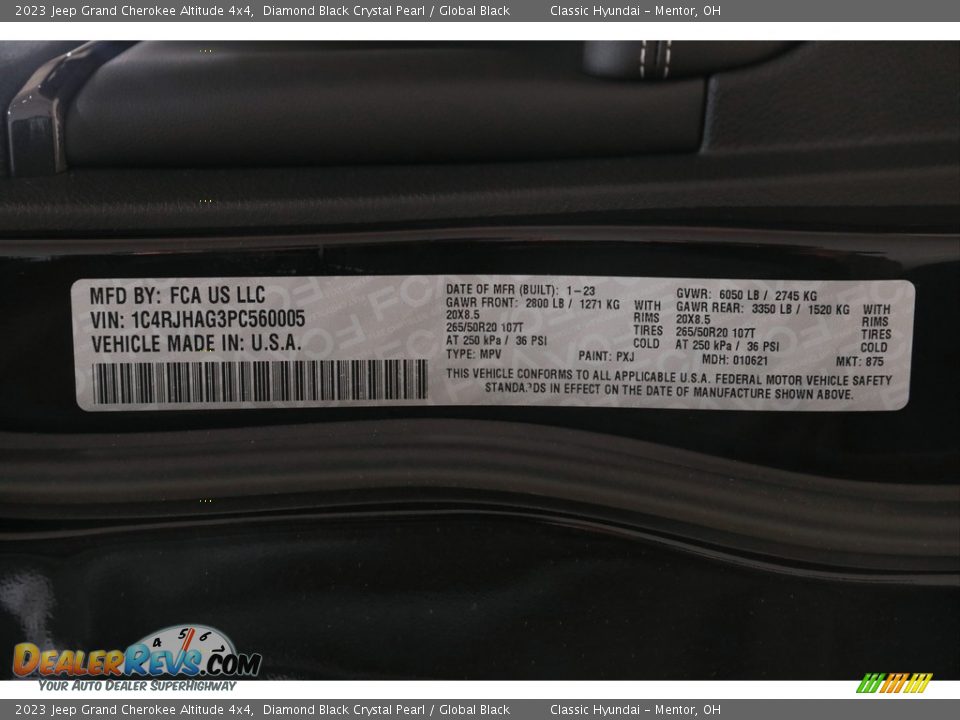 2023 Jeep Grand Cherokee Altitude 4x4, Diamond Black Crystal Pearl / Global Black Classic Hyundai - Mentor, OH
MFD BY: FCA US LLC
VIN: 1C4RJHAG3PC560005
VEHICLE MADE IN: U.S.A.
DATE OF MFR (BUILT): 1-23
GAWR FRONT: 2800 LB / 1271 KG WITH
20X8.5 RIMS
265/50R20 107T TIRES
AT 250 kPa / 36 PSI COLD
TYPE: MPV PAINT: PXJ
GVWR: 6050 LB / 2745 KG
GAWR REAR: 3350 LB / 1520 KG WITH
20X8.5 RIMS
265/50R20 107T TIRES
AT 250 kPa / 36 PSI COLD
MDH: 010621 MKT: 875
THIS VEHICLE CONFORMS TO ALL APPLICABLE U.S.A. FEDERAL MOTOR VEHICLE SAFETY
STANDARDS IN EFFECT ON THE DATE OF MANUFACTURE SHOWN ABOVE.
4 5 6
DEALERREVS.COM
YOUR AUTO DEALER SUPERHIGHWAY
2023 Jeep Grand Cherokee Altitude 4x4, Diamond Black Crystal Pearl / Global Black Classic Hyundai - Mentor, OH